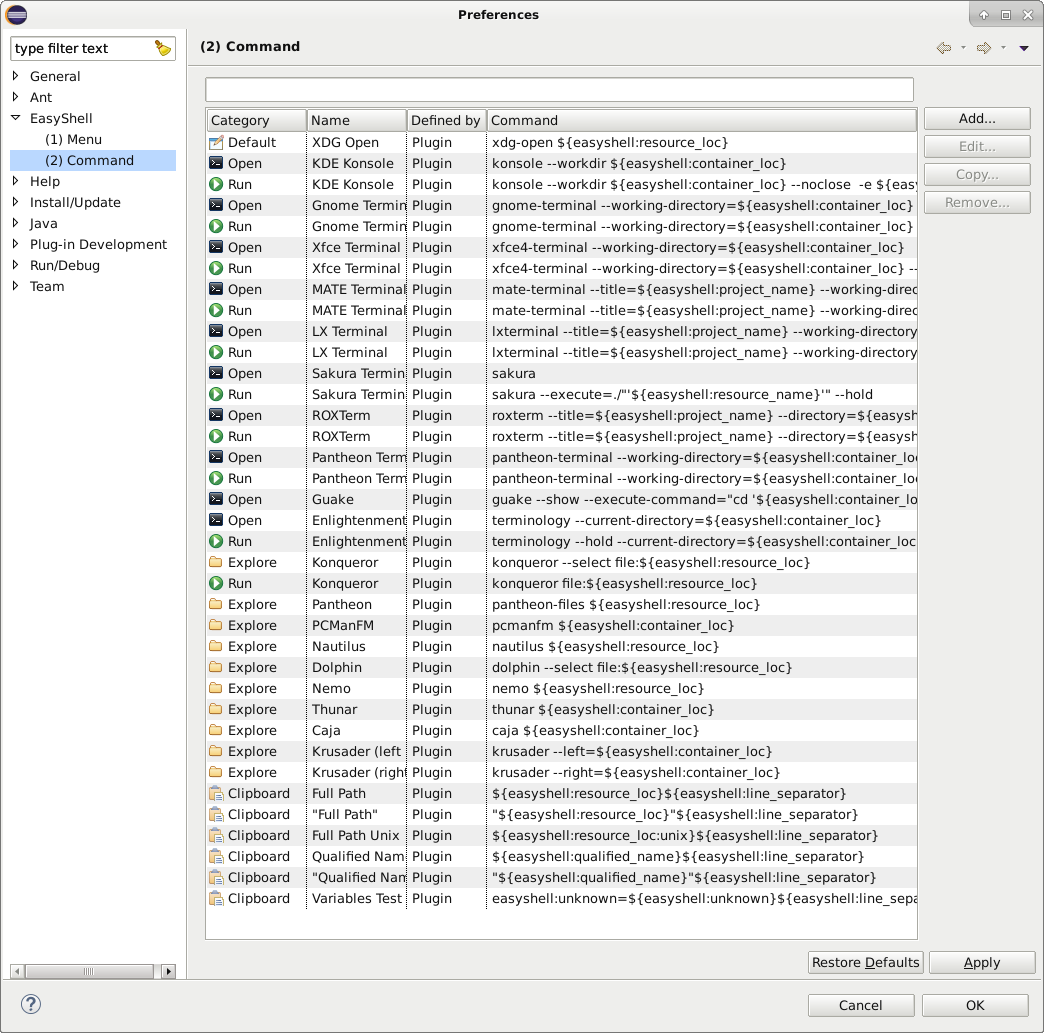 Preferences
type filter text
General
Ant
EasyShell
(1) Menu
(2) Command
Help
Install/Update
Java
Plug-in Development
Run/Debug
Team
(2) Command
Category Name Defined by Command
Default XDG Open Plugin xdg-open ${easyshell:resource_loc}
Open KDE Konsole Plugin konsole --workdir ${easyshell:container_loc}
Run KDE Konsole Plugin konsole --workdir ${easyshell:container_loc} --noclose -e ${easy
Open Gnome Termin Plugin gnome-terminal --working-directory=${easyshell:container_loc}
Run Gnome Termin Plugin gnome-terminal --working-directory=${easyshell:container_loc}
Open Xfce Terminal Plugin xfce4-terminal --working-directory=${easyshell:container_loc}
Run Xfce Terminal Plugin xfce4-terminal --working-directory=${easyshell:container_loc} --
Open MATE Terminal Plugin mate-terminal --title=${easyshell:project_name} --working-direc
Run MATE Terminal Plugin mate-terminal --title=${easyshell:project_name} --working-direc
Open LX Terminal Plugin lxterminal --title=${easyshell:project_name} --working-directory
Run LX Terminal Plugin lxterminal --title=${easyshell:project_name} --working-directory
Open Sakura Termin Plugin sakura
Run Sakura Termin Plugin sakura --execute=./"'${easyshell:resource_name}'" --hold
Open ROXTerm Plugin roxterm --title=${easyshell:project_name} --directory=${easysh
Run ROXTerm Plugin roxterm --title=${easyshell:project_name} --directory=${easysh
Open Pantheon Term Plugin pantheon-terminal --working-directory=${easyshell:container_lo
Run Pantheon Term Plugin pantheon-terminal --working-directory=${easyshell:container_lo
Open Guake Plugin guake --show --execute-command="cd '${easyshell:container_lo
Open Enlightenment Plugin terminology --current-directory=${easyshell:container_loc}
Run Enlightenment Plugin terminology --hold --current-directory=${easyshell:container_loc
Explore Konqueror Plugin konqueror --select file:${easyshell:resource_loc}
Run Konqueror Plugin konqueror file:${easyshell:resource_loc}
Explore Pantheon Plugin pantheon-files ${easyshell:resource_loc}
Explore PCManFM Plugin pcmanfm ${easyshell:container_loc}
Explore Nautilus Plugin nautilus ${easyshell:resource_loc}
Explore Dolphin Plugin dolphin --select file:${easyshell:resource_loc}
Explore Nemo Plugin nemo ${easyshell:resource_loc}
Explore Thunar Plugin thunar ${easyshell:container_loc}
Explore Caja Plugin caja ${easyshell:container_loc}
Explore Krusader (left Plugin krusader --left=${easyshell:container_loc}
Explore Krusader (right Plugin krusader --right=${easyshell:container_loc}
Clipboard Full Path Plugin ${easyshell:resource_loc}${easyshell:line_separator}
Clipboard "Full Path" Plugin "${easyshell:resource_loc}"${easyshell:line_separator}
Clipboard Full Path Unix Plugin ${easyshell:resource_loc:unix}${easyshell:line_separator}
Clipboard Qualified Nam Plugin ${easyshell:qualified_name}${easyshell:line_separator}
Clipboard "Qualified Nam Plugin "${easyshell:qualified_name}"${easyshell:line_separator}
Clipboard Variables Test Plugin easyshell:unknown=${easyshell:unknown}${easyshell:line_sepa
Add...
Edit...
Copy...
Remove...
Restore Defaults
Apply
Cancel
OK